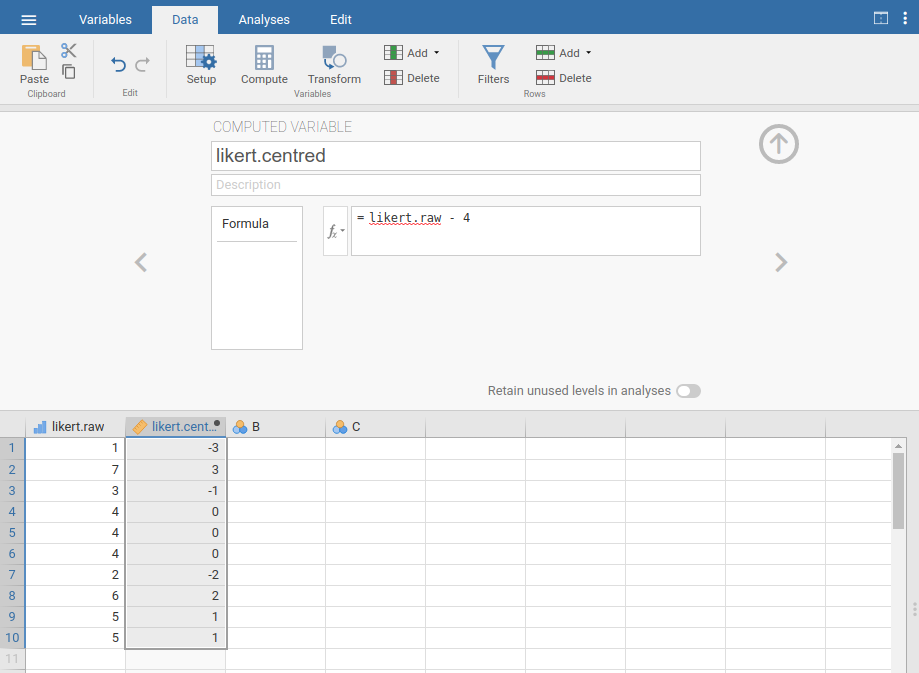 Variables Data Analyses Edit
Paste Setup Compute Transform Add Delete Filters Add Delete
Clipboard Edit Variables Rows
COMPUTED VARIABLE
likert.centred
Description
Formula fx = likert.raw - 4
Retain unused levels in analyses
likert.raw likert.cent... B C
1 1 -3
2 7 3
3 3 -1
4 4 0
5 4 0
6 4 0
7 2 -2
8 6 2
9 5 1
10 5 1
11